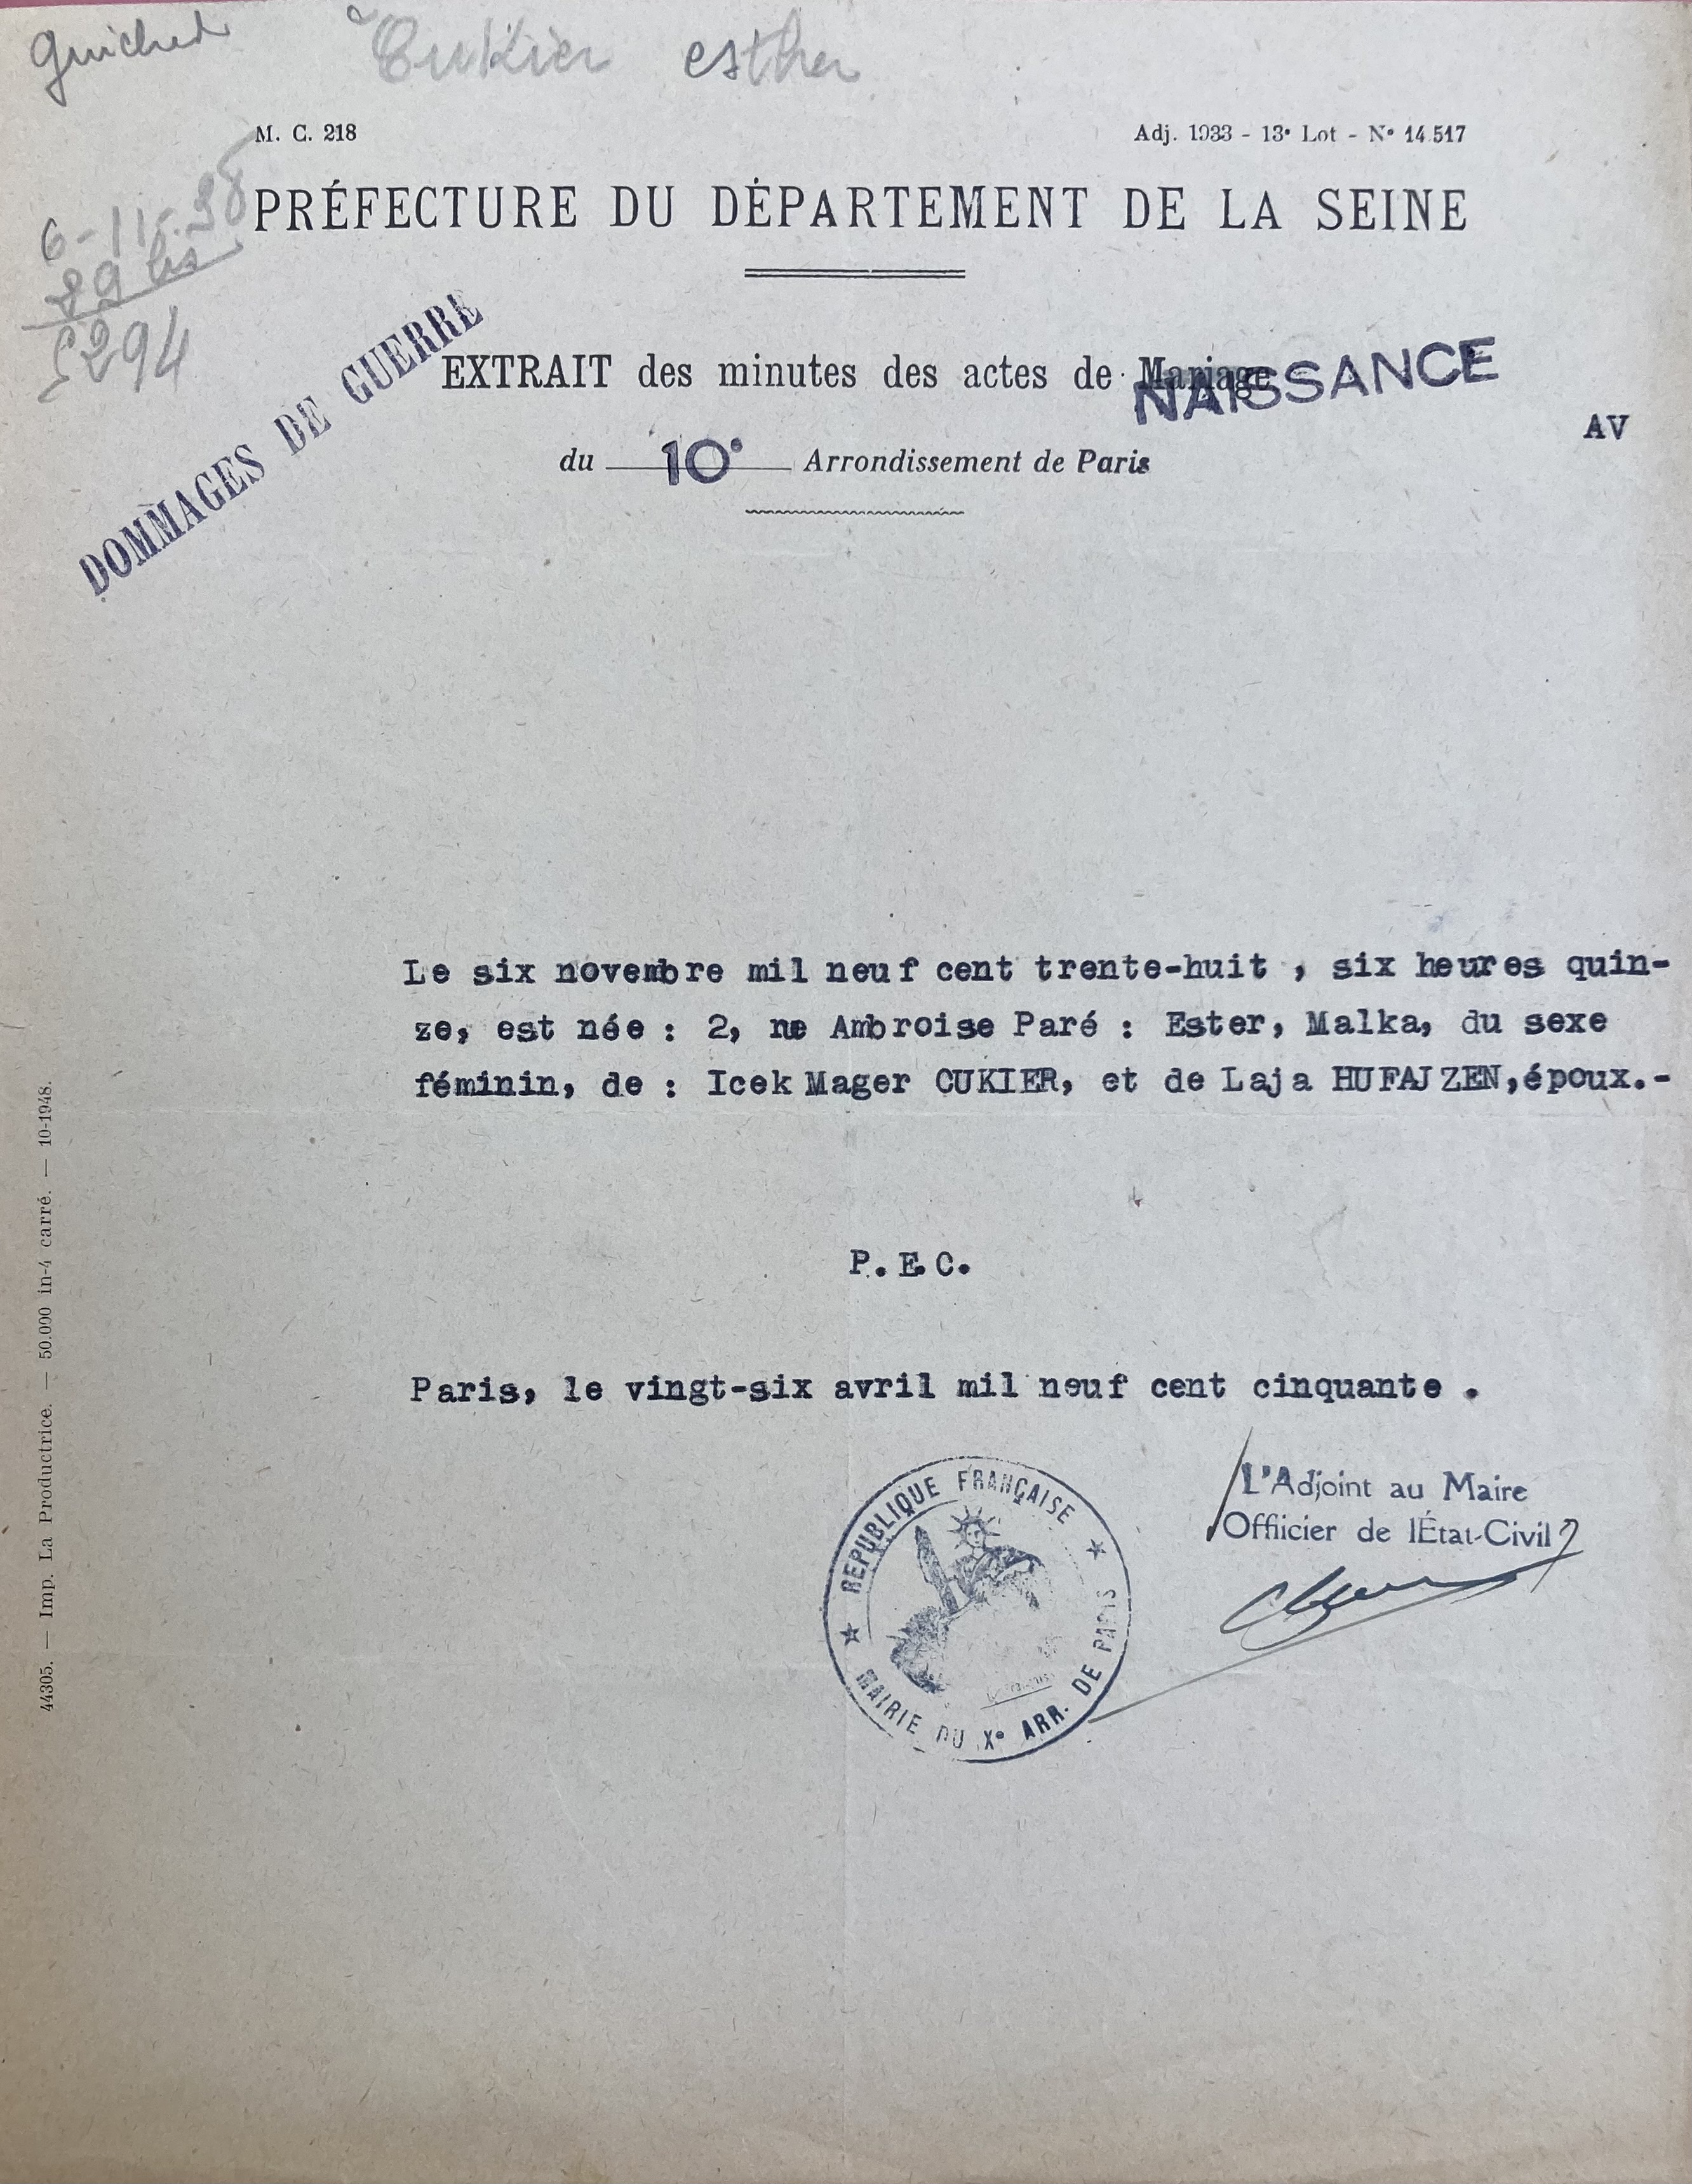 Guichet Cukier esther
M. C. 218
Adj. 1933 - 13e Lot - No 14.517
6-11-38
29 bis
5294
PRÉFECTURE DU DÉPARTEMENT DE LA SEINE
DOMMAGES DE GUERRE
EXTRAIT des minutes des actes de Mariage NAISSANCE
AV
du 10e Arrondissement de Paris
Le six novembre mil neuf cent trente-huit , six heures quin-
ze, est née : 2, rue Ambroise Paré : Ester, Malka, du sexe
féminin, de : Icek Mager CUKIER, et de Laja HUFAJZEN, époux.-
P.E.C.
Paris, le vingt-six avril mil neuf cent cinquante .
L'Adjoint au Maire
Officier de l'État-Civil
RÉPUBLIQUE FRANÇAISE
MAIRIE DU Xe ARR. DE PARIS
44305. — Imp. La Productrice. — 50.000 in-4 carré. — 10-1948.